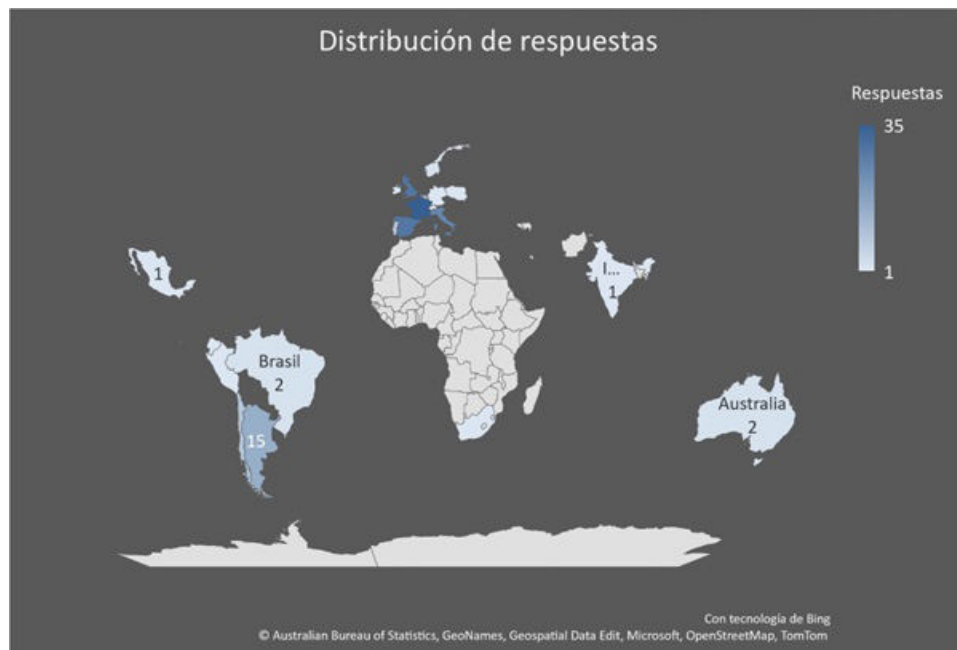 Distribución de respuestas
Respuestas
35
1
1
I...
1
Brasil
2
Australia
2
15
Con tecnología de Bing
© Australian Bureau of Statistics, GeoNames, Geospatial Data Edit, Microsoft, OpenStreetMap, TomTom